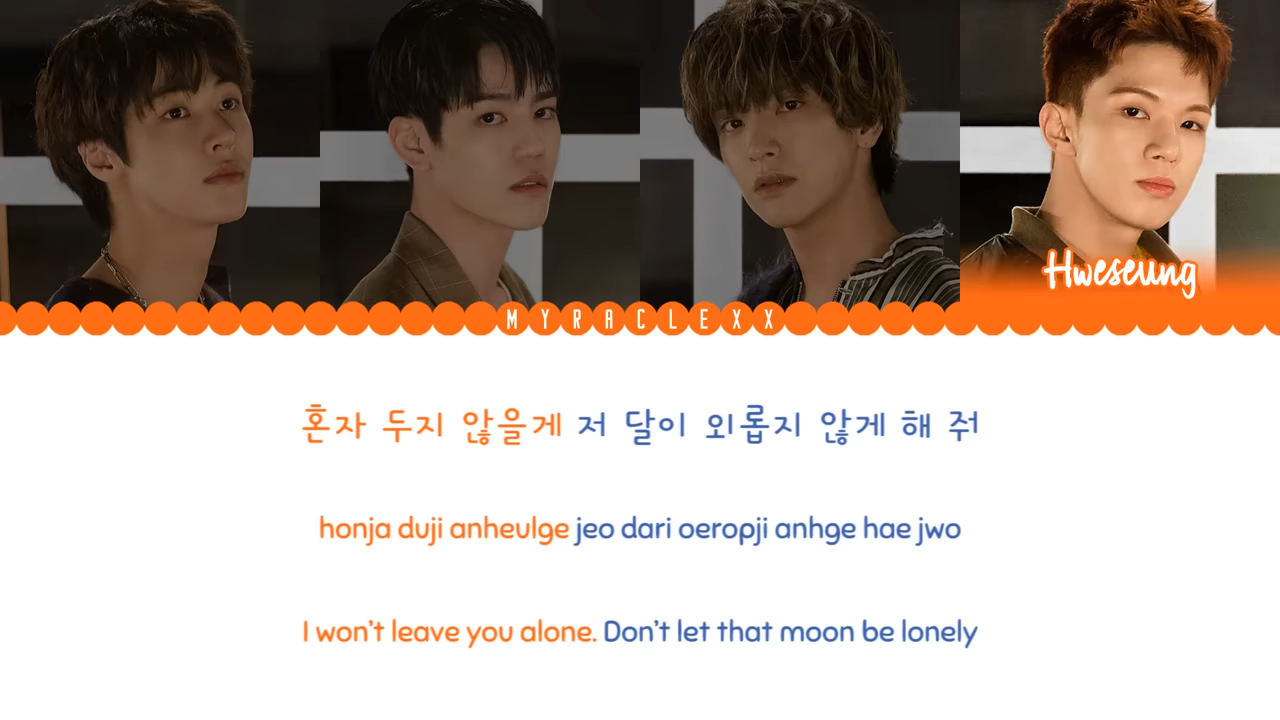 Hweseung
MYRACLEXX
혼자 두지 않을게 저 달이 외롭지 않게 해 줘
honja duji anheulge jeo dari oeropji anhge hae jwo
I won't leave you alone. Don't let that moon be lonely